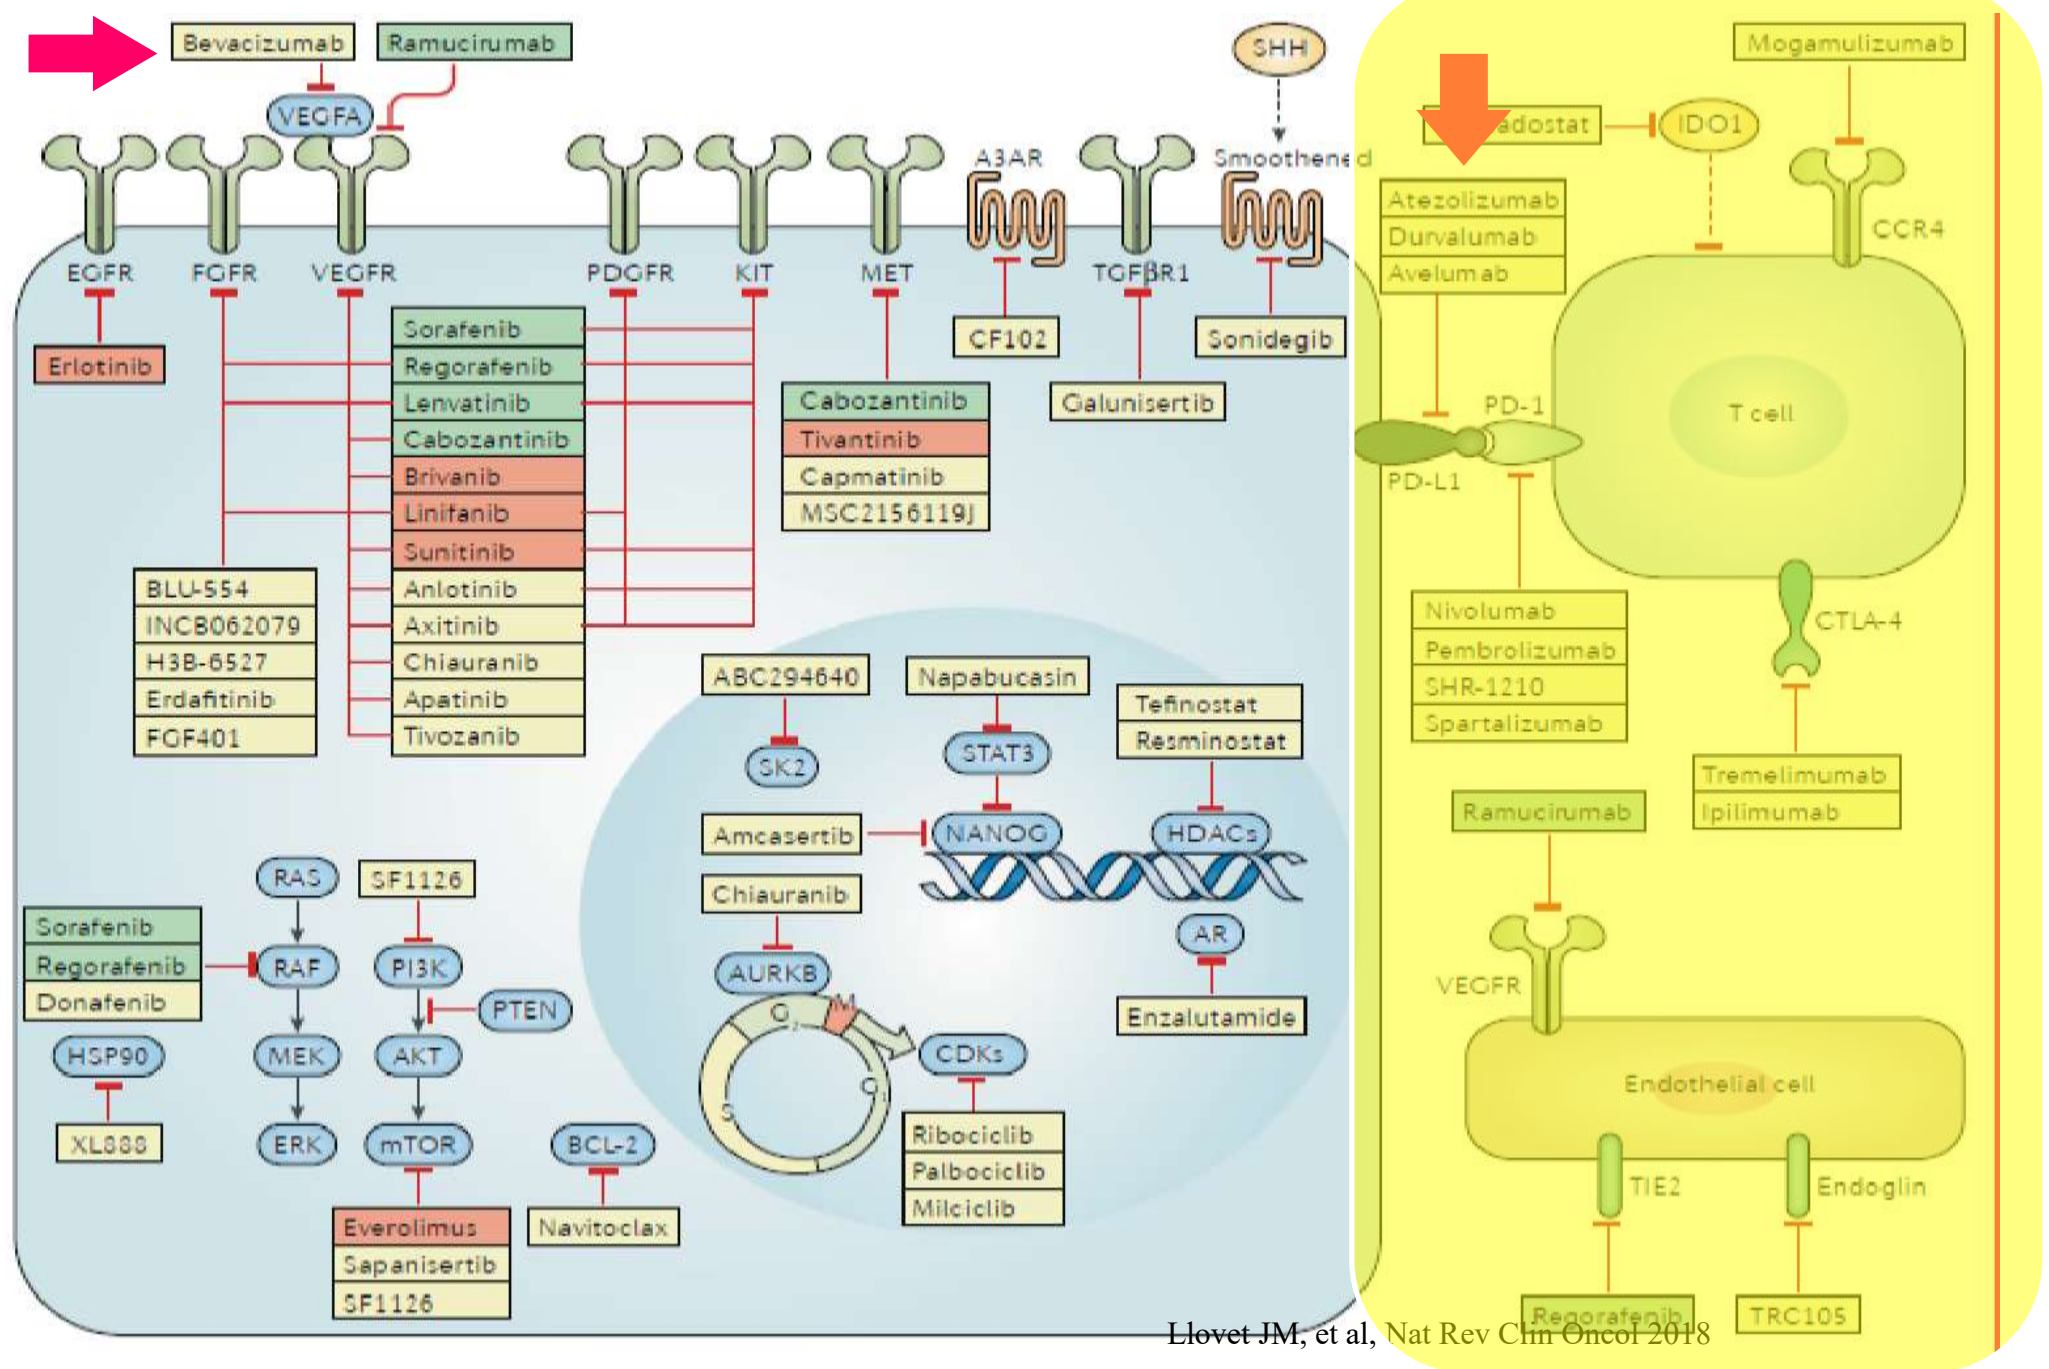 Bevacizumab
Ramucirumab
VEGFA
SHH
Mogamulizumab
adostat
IDO1
A3AR
Smoothened
Atezolizumab
Durvalumab
Avelumab
CCR4
EGFR
FGFR
VEGFR
PDGFR
KIT
MET
TGFβR1
Erlotinib
Sorafenib
Regorafenib
Lenvatinib
Cabozantinib
Brivanib
Linifanib
Sunitinib
Anlotinib
Axitinib
Chiauranib
Apatinib
Tivozanib
CF102
Sonidegib
Cabozantinib
Tivantinib
Capmatinib
MSC2156119J
Galunisertib
PD-1
PD-L1
T cell
BLU-554
INCB062079
H3B-6527
Erdafitinib
FGF401
Nivolumab
Pembrolizumab
SHR-1210
Spartalizumab
CTLA-4
Tremelimumab
Ipilimumab
ABC294640
SK2
Napabucasin
STAT3
Tefinostat
Resminostat
Amcasertib
NANOG
HDACs
Chiauranib
AURKB
AR
Enzalutamide
G2
M
G1
S
CDKs
Ribociclib
Palbociclib
Milciclib
RAS
SF1126
Sorafenib
Regorafenib
Donafenib
RAF
PI3K
PTEN
HSP90
MEK
AKT
XL888
ERK
mTOR
BCL-2
Everolimus
Sapanisertib
SF1126
Navitoclax
Ramucirumab
VEGFR
Endothelial cell
TIE2
Endoglin
Regorafenib
TRC105
Llovet JM, et al, Nat Rev Clin Oncol 2018